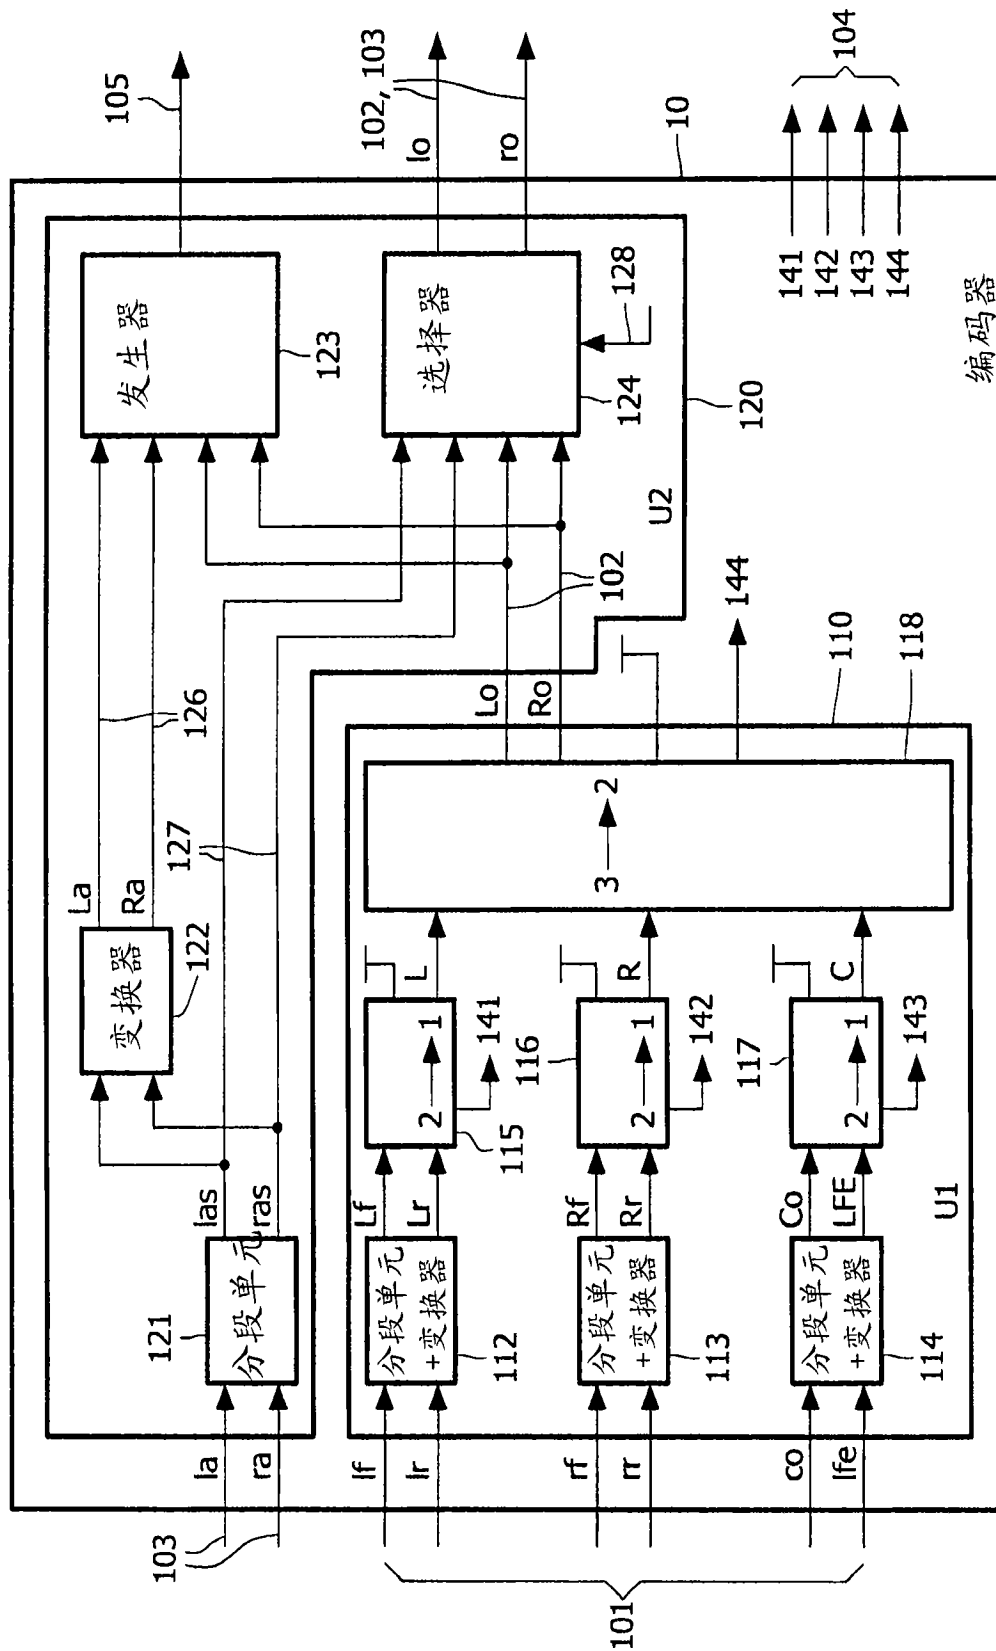 103
la
ra
121
分段单元
las
ras
变换器
122
La
Ra
126
127
发生器
123
105
选择器
124
128
lo
ro
102, 103
120
U2
102
Lo
Ro
101
lf
lr
rf
rr
co
lfe
分段单元
+变换器
112
分段单元
+变换器
113
分段单元
+变换器
114
Lf
Lr
Rf
Rr
Co
LFE
2 1
115
141
2 1
116
142
2 1
117
143
L
R
C
3 2
144
110
118
U1
10
141
142
143
144
104
编码器